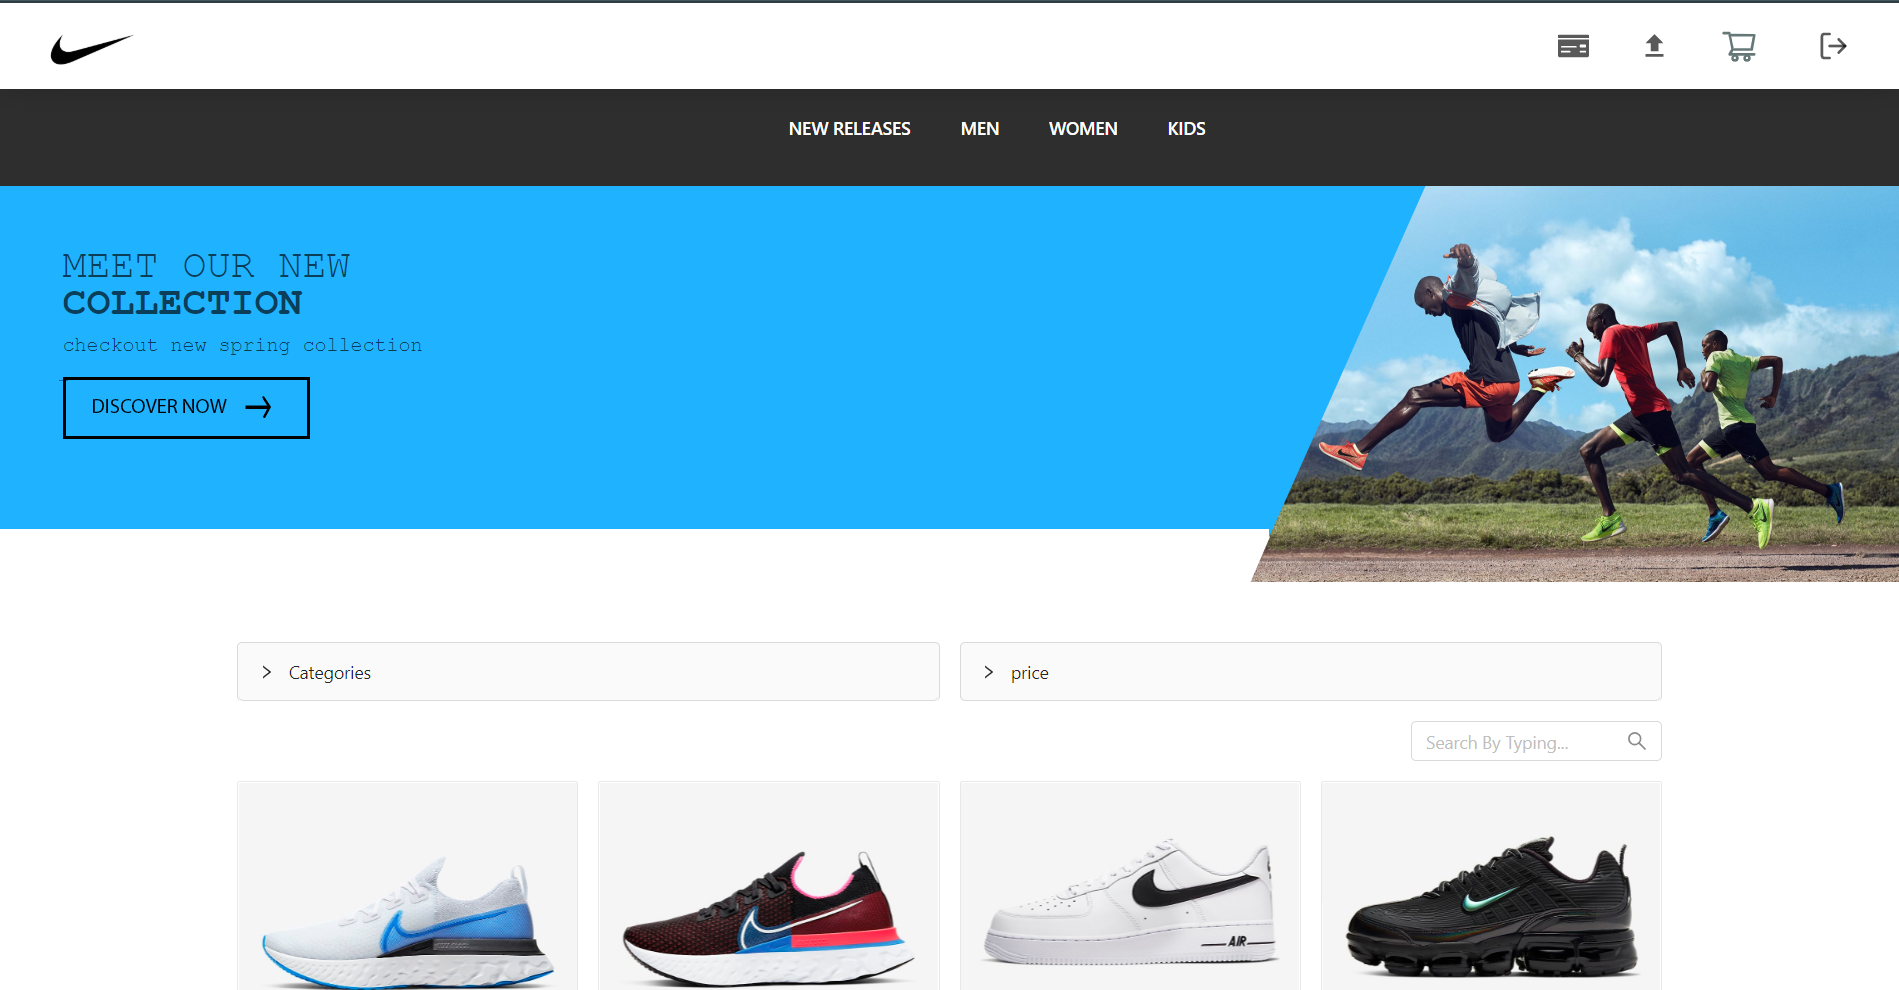 NEW RELEASES MEN WOMEN KIDS
MEET OUR NEW
COLLECTION
checkout new spring collection
DISCOVER NOW
Categories
price
Search By Typing...
AIR